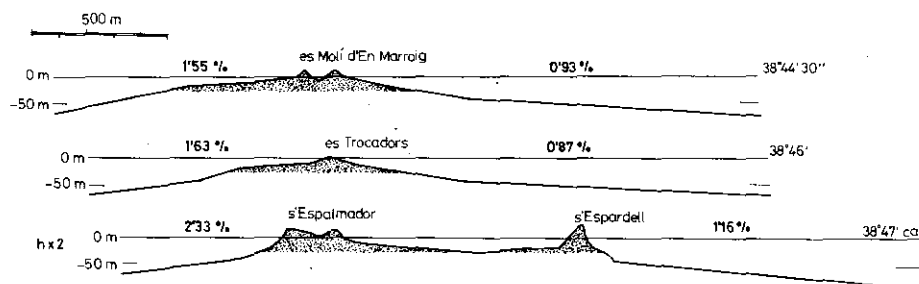 500 m
es Molí d'En Marroig
1'55 %
0'93 %
38°44'30''
0 m
-50 m
es Trocadors
1'63 %
0'87 %
38°46'
0 m
-50 m
s'Espalmador
s'Espardell
2'33 %
1'16 %
38°47' ca
h x 2
0 m
-50 m